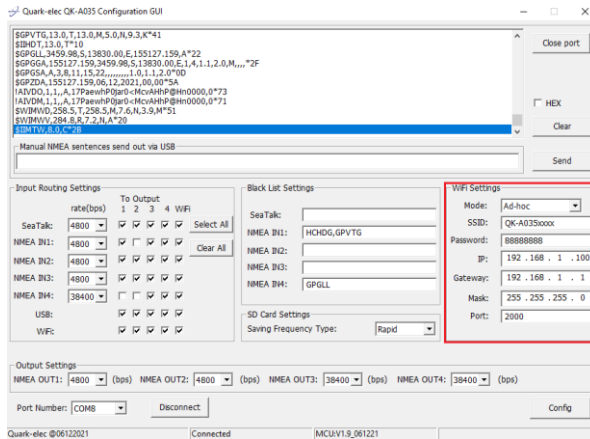 Quark-elec QK-A035 Configuration GUI
$GPVTG,13.0,T,13.0,M,5.0,N,9.3,K*41
$IIHDT,13.0,T*10
$GPGLL,3459.98,S,13830.00,E,155127.159,A*22
$GPGGA,155127.159,3459.98,S,13830.00,E,1,4,1.1,2.0,M,,,,*2F
$GPGSA,A,3,8,11,15,22,,,,,,,,,1.0,1.1,2.0*0D
$GPZDA,155127.159,06,12,2021,00,00*5A
!AIVDO,1,1,,A,17PaewhP0jar0<McvAHhP@Hn0000,0*73
!AIVDM,1,1,,A,17PaewhP0jar0<McvAHhP@Hn0000,0*71
$WIMWD,258.5,T,258.5,M,7.6,N,3.9,M*51
$WIMWV,284.8,R,7.2,N,A*20
$IIMTW,8.0,C*28
Close port
HEX
Clear
Manual NMEA sentences send out via USB
Send
Input Routing Settings
To Output
rate(bps) 1 2 3 4 WiFi
SeaTalk: 4800 Select All
NMEA IN1: 4800 Clear All
NMEA IN2: 4800
NMEA IN3: 4800
NMEA IN4: 38400
USB:
WiFi:
Black List Settings
SeaTalk:
NMEA IN1: HCHDG,GPVTG
NMEA IN2:
NMEA IN3:
NMEA IN4: GPGLL
SD Card Settings
Saving Frequency Type: Rapid
WiFi Settings
Mode: Ad-hoc
SSID: QK-A035xxxx
Password: 88888888
IP: 192 .168 . 1 .100
Gateway: 192 .168 . 1 . 1
Mask: 255 .255 .255 . 0
Port: 2000
Output Settings
NMEA OUT1: 4800 (bps) NMEA OUT2: 4800 (bps) NMEA OUT3: 38400 (bps) NMEA OUT4: 38400 (bps)
Port Number: COM8 Disconnect Config
Quark-elec @06122021 Connected MCU:V1.9_061221